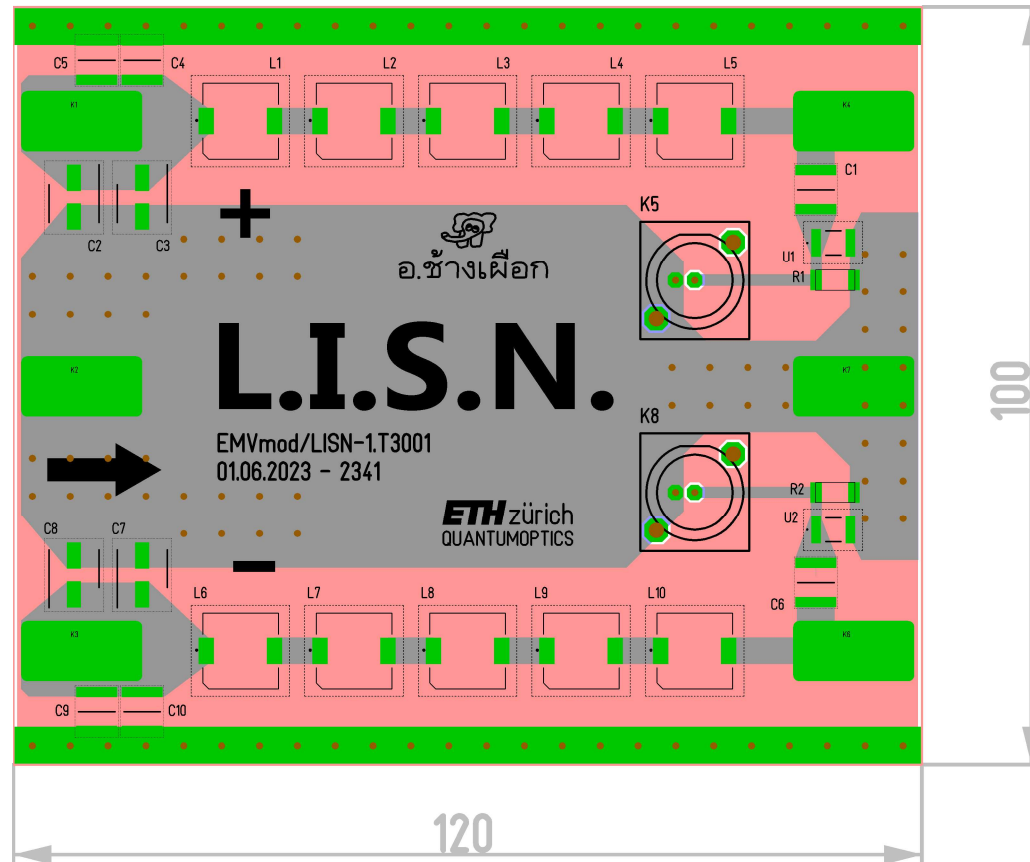 C5 C4 L1 L2 L3 L4 L5
K1 K4
C1
C2 C3
K5
U1
R1
อ.ช้างเผือก
L.I.S.N.
K2 K7
100
K8
EMVmod/LISN-1.T3001
01.06.2023 - 2341
R2
ETH zürich
QUANTUMOPTICS
U2
C8 C7
L6 L7 L8 L9 L10
C6
K3 K6
C9 C10
120